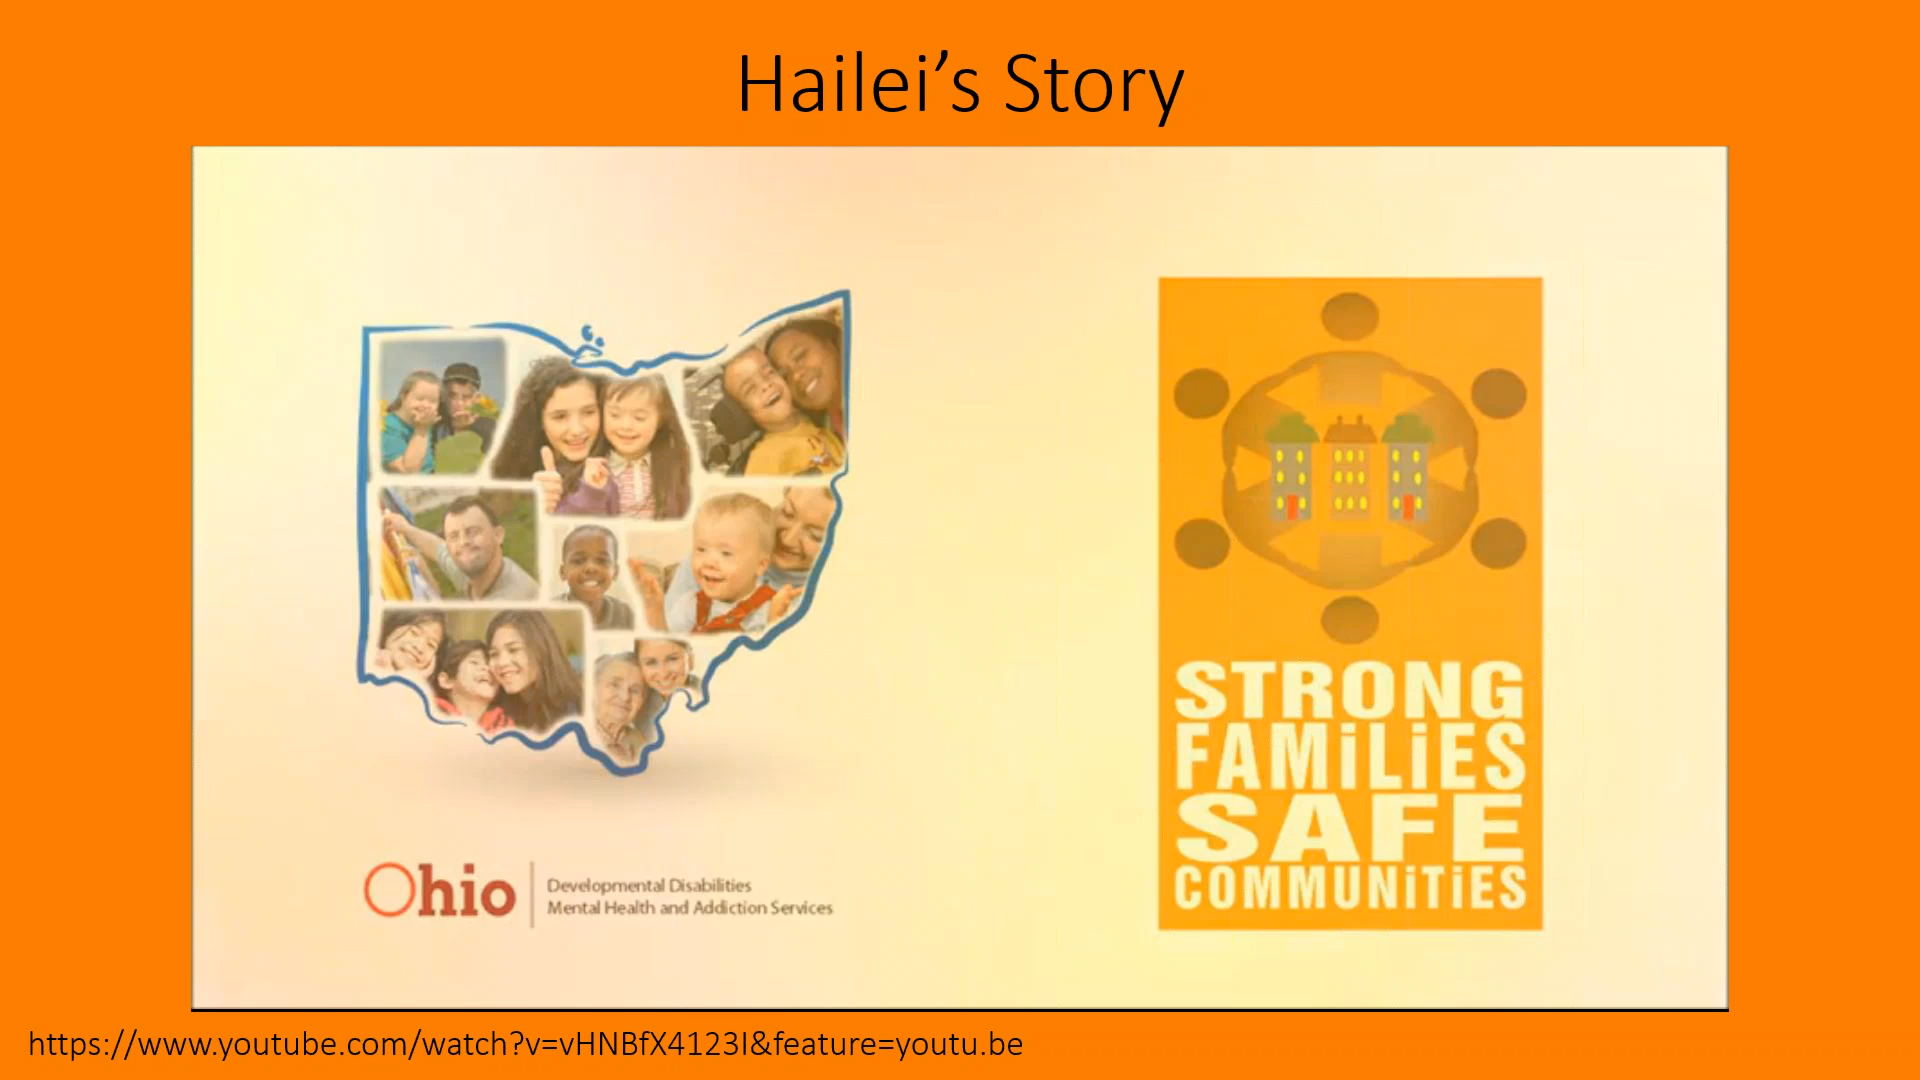 Hailei’s Story
Ohio
Developmental Disabilities
Mental Health and Addiction Services
STRONG
FAMiLiES
SAFE
COMMUNiTiES
https://www.youtube.com/watch?v=vHNBfX4123I&feature=youtu.be